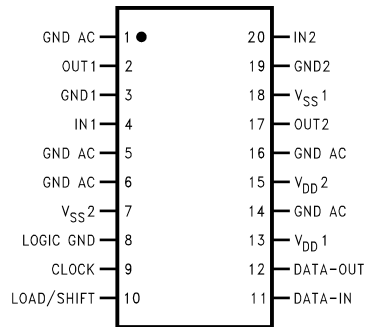 GND AC 1 20 IN2
OUT1 2 19 GND2
GND1 3 18 VSS1
IN1 4 17 OUT2
GND AC 5 16 GND AC
GND AC 6 15 VDD2
VSS2 7 14 GND AC
LOGIC GND 8 13 VDD1
CLOCK 9 12 DATA-OUT
LOAD/SHIFT 10 11 DATA-IN